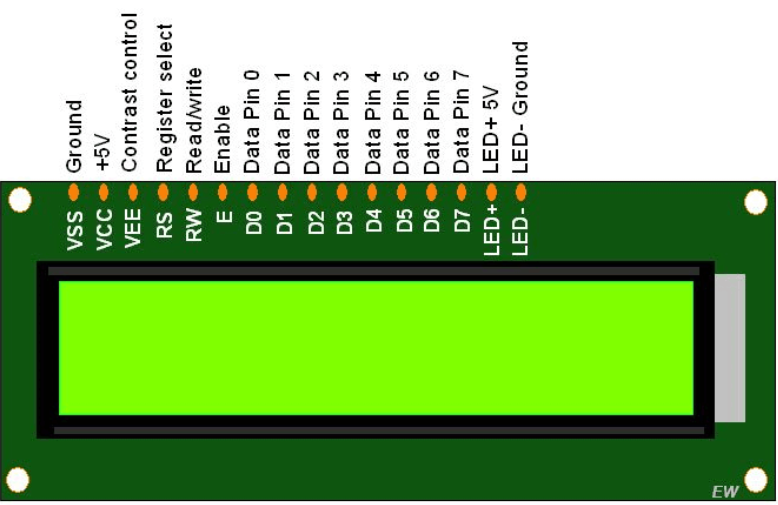 Ground
+5V
Contrast control
Register select
Read/write
Enable
Data Pin 0
Data Pin 1
Data Pin 2
Data Pin 3
Data Pin 4
Data Pin 5
Data Pin 6
Data Pin 7
LED+ 5V
LED- Ground
VSS
VCC
VEE
RS
RW
E
D0
D1
D2
D3
D4
D5
D6
D7
LED+
LED-
EW